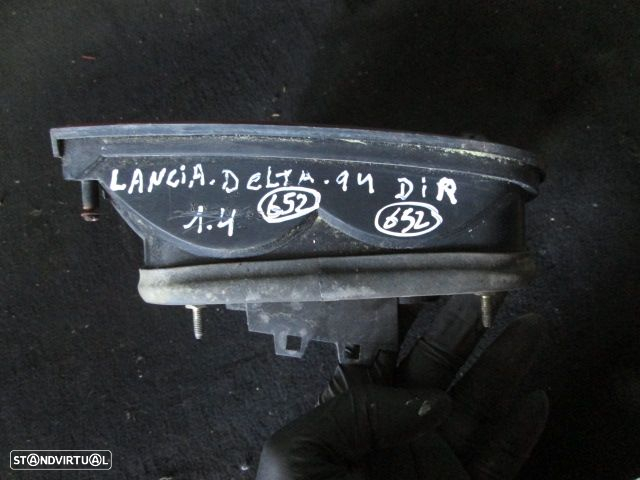 LANCIA.DELTA.94 DIR
1.4 652 652
STANDVIRTUAL